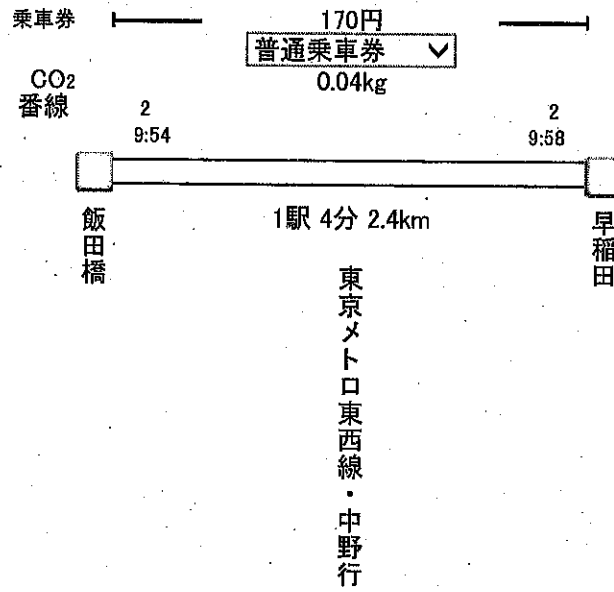 乗車券
170円
普通乗車券
CO2
0.04kg
番線
2
2
9:54
9:58
1駅 4分 2.4km
飯田橋
早稲田
東京メトロ東西線・中野行